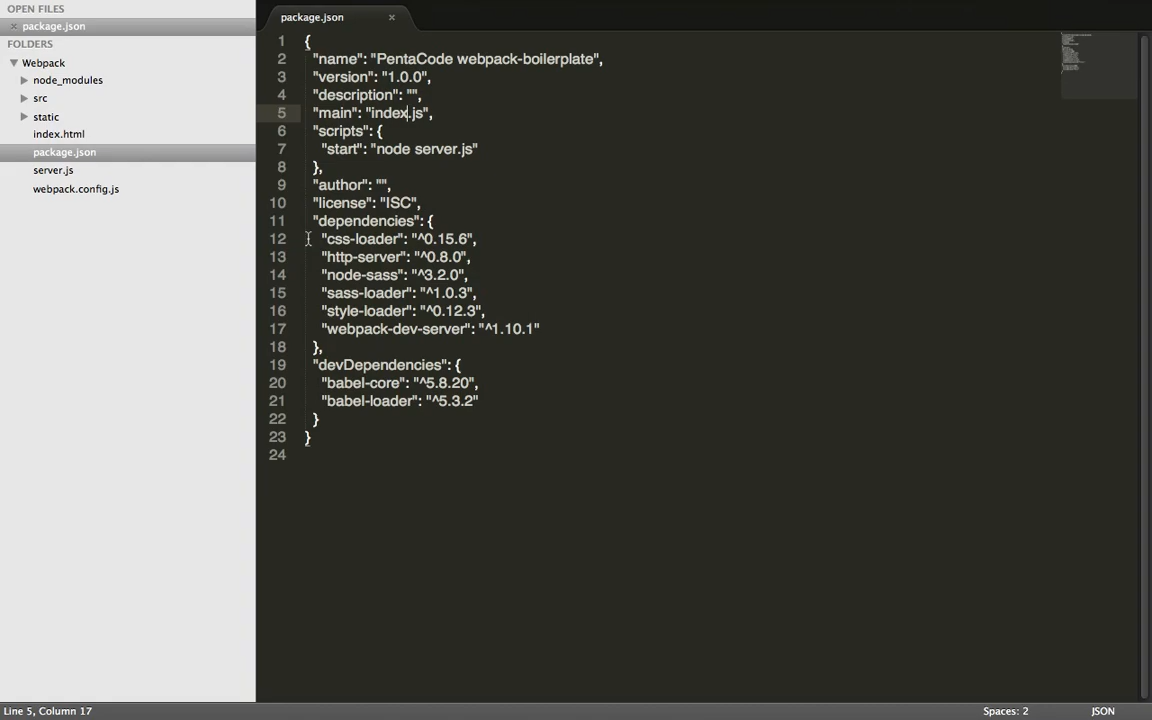 OPEN FILES
× package.json
FOLDERS
Webpack
node_modules
src
static
index.html
package.json
server.js
webpack.config.js
package.json ×
1 {
2 "name": "PentaCode webpack-boilerplate",
3 "version": "1.0.0",
4 "description": "",
5 "main": "index.js",
6 "scripts": {
7 "start": "node server.js"
8 },
9 "author": "",
10 "license": "ISC",
11 "dependencies": {
12 "css-loader": "^0.15.6",
13 "http-server": "^0.8.0",
14 "node-sass": "^3.2.0",
15 "sass-loader": "^1.0.3",
16 "style-loader": "^0.12.3",
17 "webpack-dev-server": "^1.10.1"
18 },
19 "devDependencies": {
20 "babel-core": "^5.8.20",
21 "babel-loader": "^5.3.2"
22 }
23 }
24
Line 5, Column 17
Spaces: 2
JSON